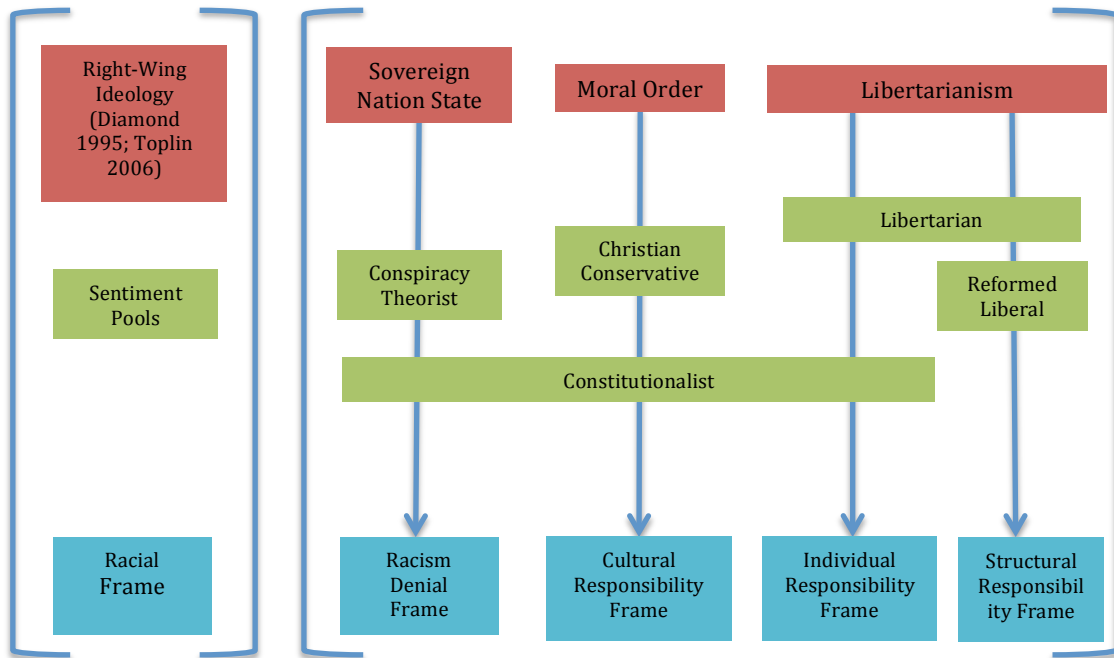 Right-Wing
Ideology
(Diamond
1995; Toplin
2006)
Sentiment
Pools
Racial
Frame
Sovereign
Nation State
Moral Order
Libertarianism
Libertarian
Christian
Conservative
Conspiracy
Theorist
Reformed
Liberal
Constitutionalist
Racism
Denial
Frame
Cultural
Responsibility
Frame
Individual
Responsibility
Frame
Structural
Responsibil
ity Frame